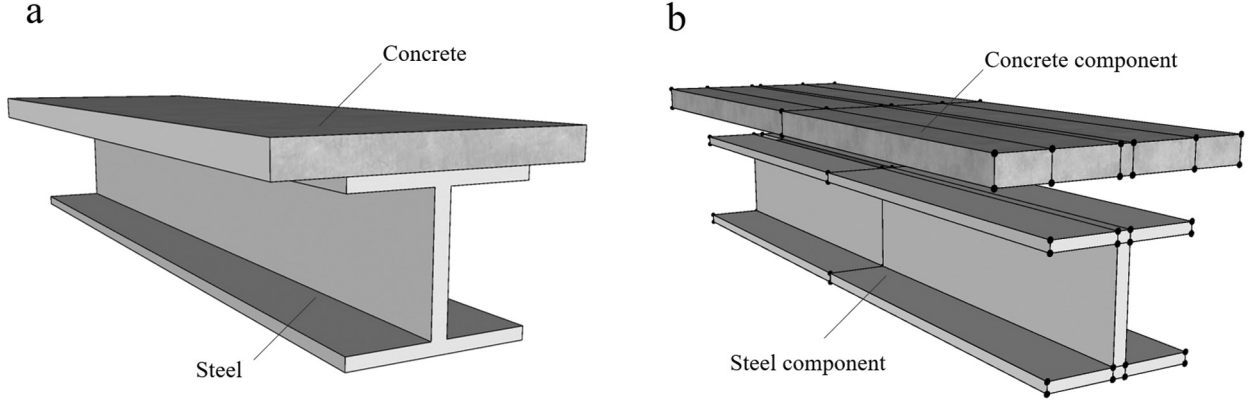 a
Concrete
Steel
b
Concrete component
Steel component